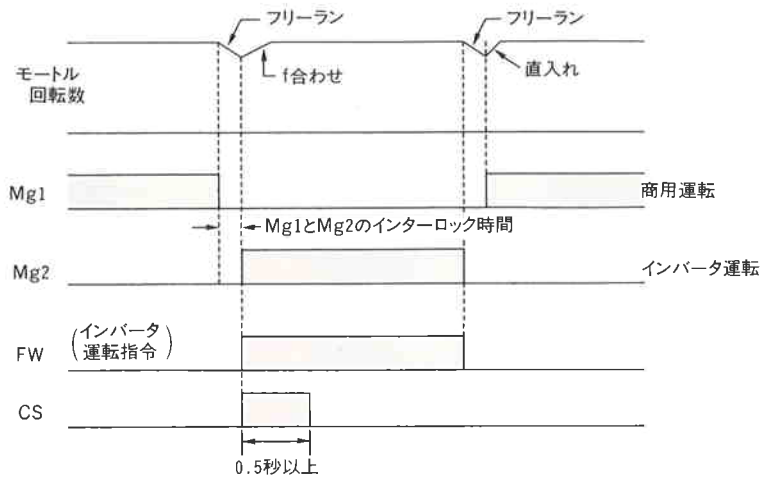 フリーラン
フリーラン
f合わせ
直入れ
モートル
回転数
Mg1
商用運転
Mg1とMg2のインターロック時間
Mg2
インバータ運転
FW
(インバータ
運転指令)
CS
0.5秒以上